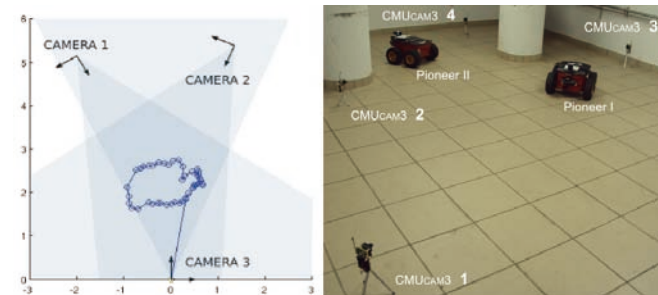 6
5
4
3
2
1
0
-3
-2
-1
0
1
2
3
CAMERA 1
CAMERA 2
CAMERA 3
CMUCAM3 4
CMUCAM3 3
Pioneer II
Pioneer I
CMUCAM3 2
CMUCAM3 1